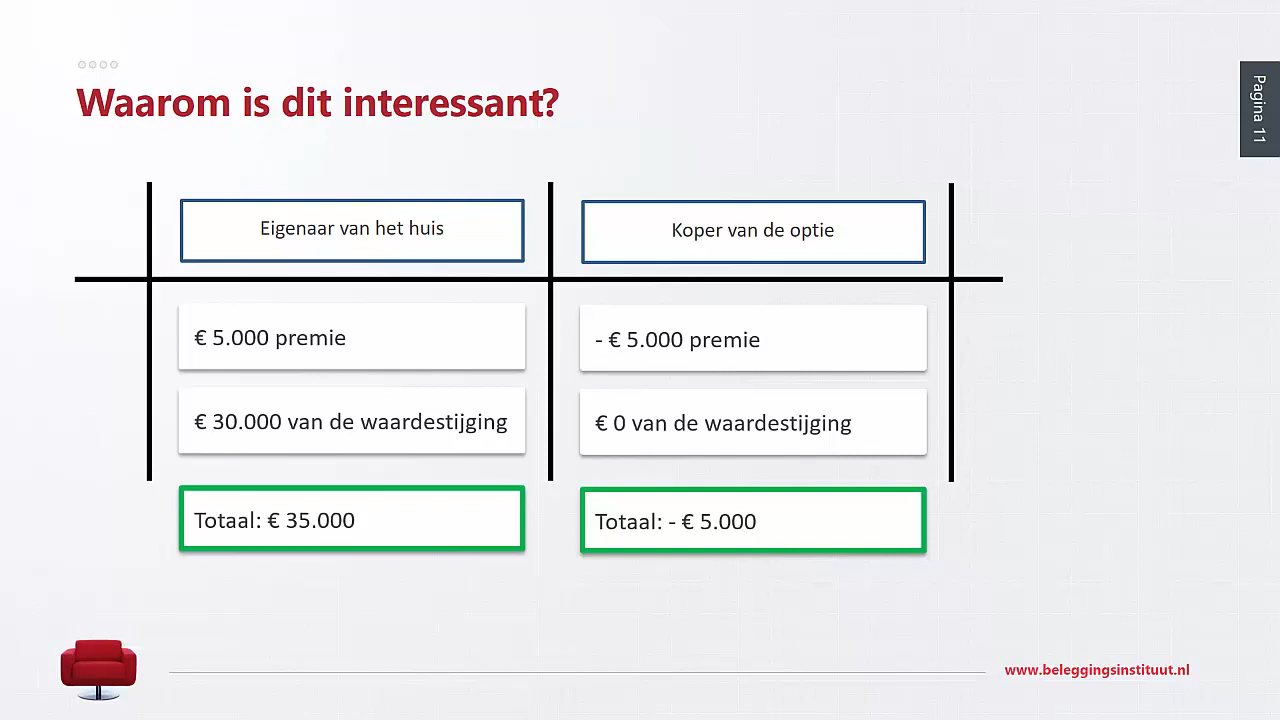 Waarom is dit interessant?
Pagina 11
Eigenaar van het huis
Koper van de optie
€ 5.000 premie
- € 5.000 premie
€ 30.000 van de waardestijging
€ 0 van de waardestijging
Totaal: € 35.000
Totaal: - € 5.000
www.beleggingsinstituut.nl